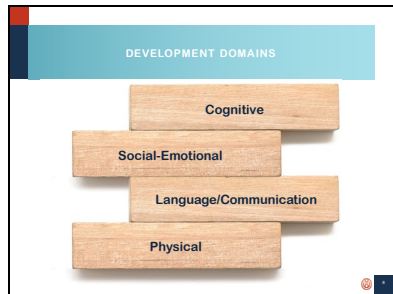 DEVELOPMENT DOMAINS
Cognitive
Social-Emotional
Language/Communication
Physical
*